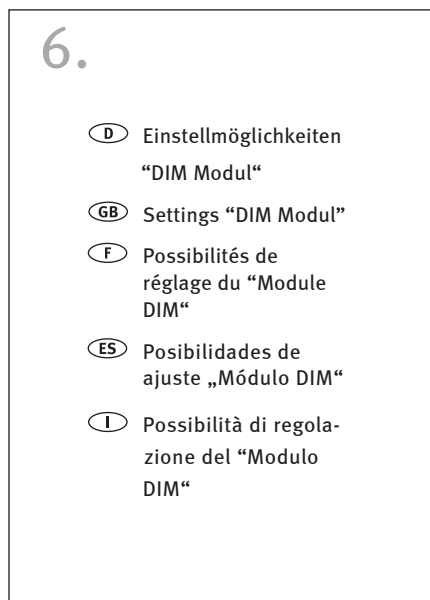 6.
D Einstellmöglichkeiten
“DIM Modul“
GB Settings “DIM Modul”
F Possibilités de
réglage du “Module
DIM“
ES Posibilidades de
ajuste „Módulo DIM“
I Possibilità di regola-
zione del “Modulo
DIM“